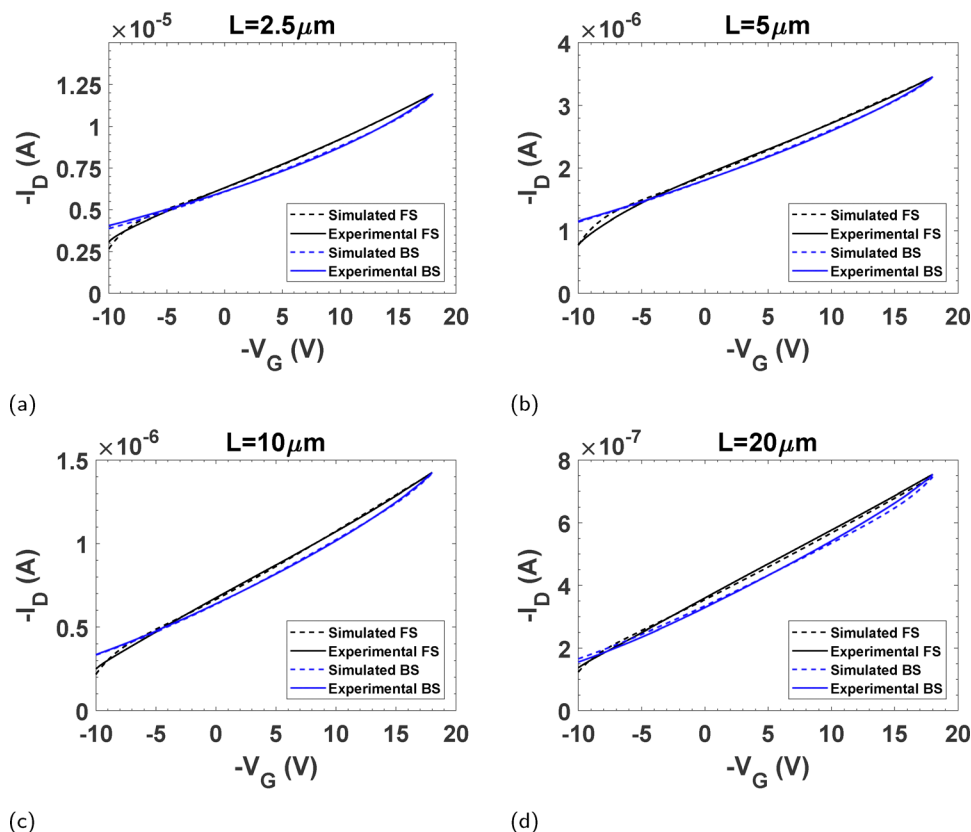 L=2.5μm
×10^-5
1.25
1
0.75
0.5
0.25
0
-I_D (A)
-10 -5 0 5 10 15 20
-V_G (V)
Simulated FS
Experimental FS
Simulated BS
Experimental BS
(a)
L=5μm
×10^-6
4
3
2
1
0
-I_D (A)
-10 -5 0 5 10 15 20
-V_G (V)
Simulated FS
Experimental FS
Simulated BS
Experimental BS
(b)
L=10μm
×10^-6
1.5
1
0.5
0
-I_D (A)
-10 -5 0 5 10 15 20
-V_G (V)
Simulated FS
Experimental FS
Simulated BS
Experimental BS
(c)
L=20μm
×10^-7
8
6
4
2
0
-I_D (A)
-10 -5 0 5 10 15 20
-V_G (V)
Simulated FS
Experimental FS
Simulated BS
Experimental BS
(d)